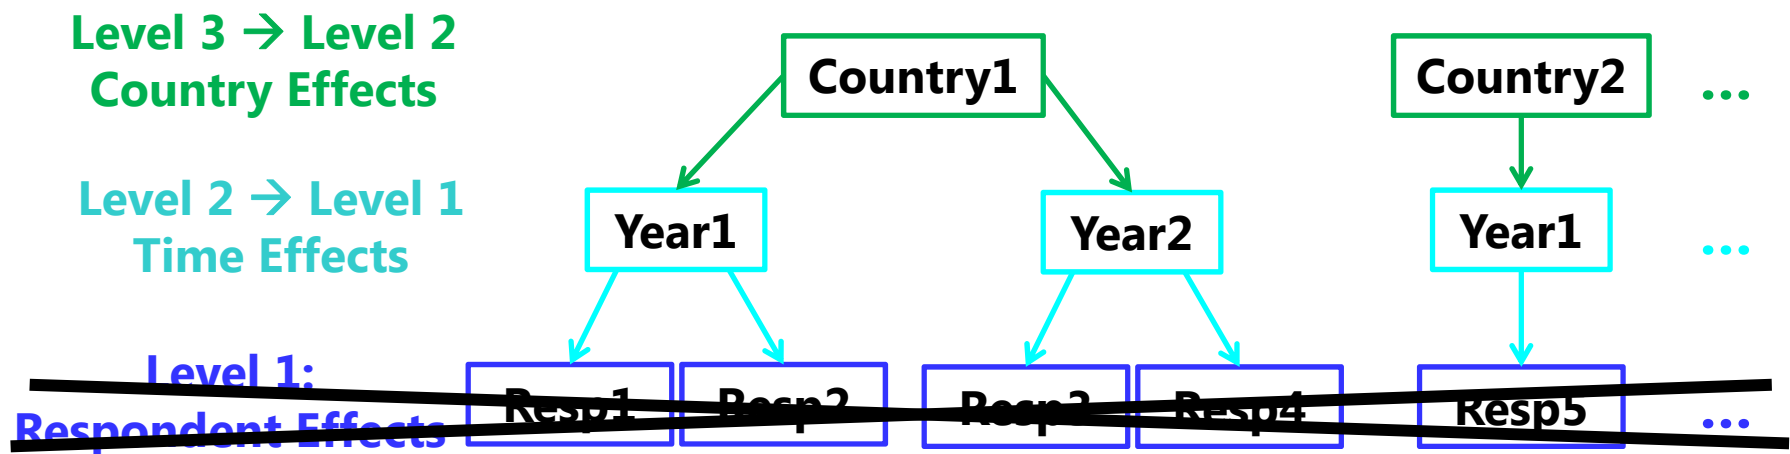 Level 3 → Level 2
Country Effects
Country1
Country2
...
Level 2 → Level 1
Time Effects
Year1
Year2
Year1
...
Level 1:
Respondent Effects
Resp1
Resp2
Resp3
Resp4
Resp5
...